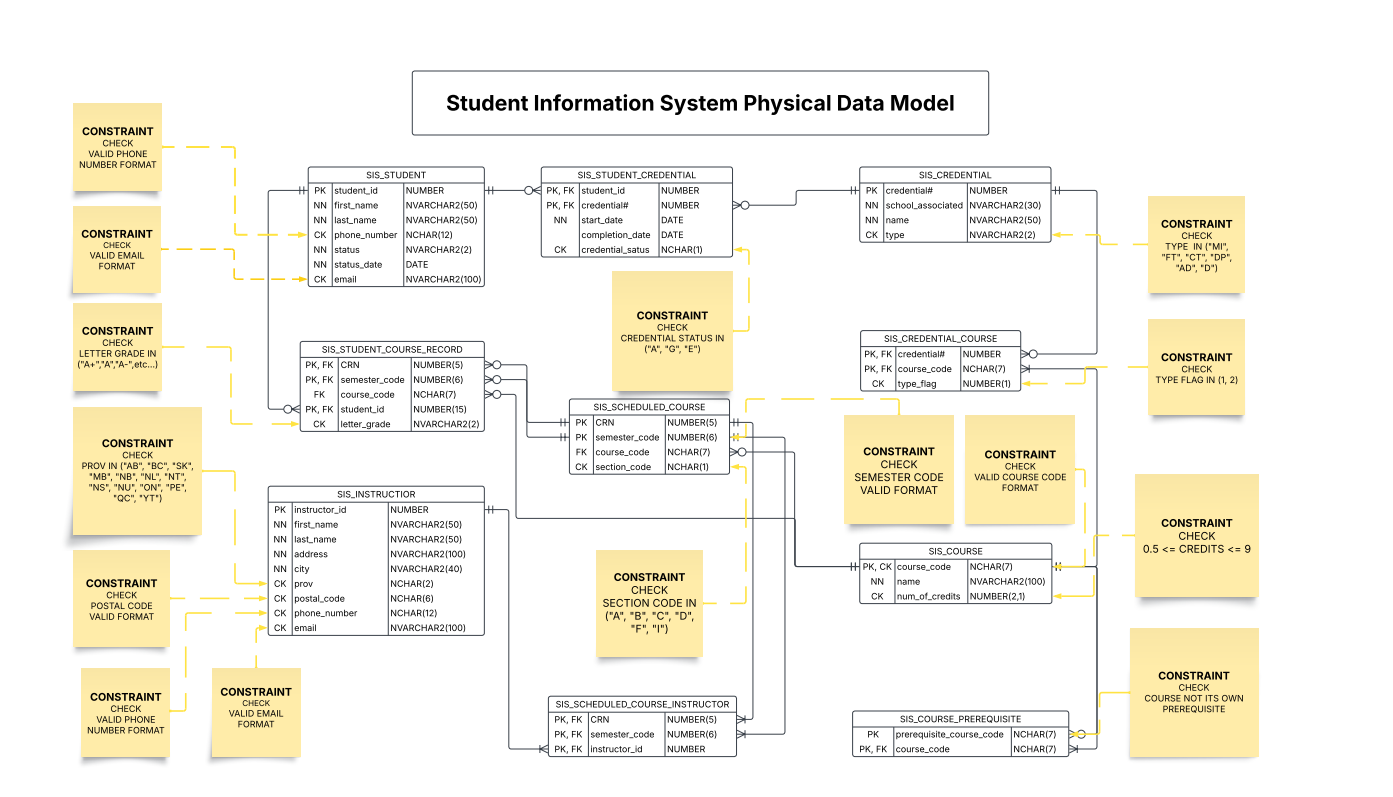 Student Information System Physical Data Model
CONSTRAINT
CHECK
VALID PHONE
NUMBER FORMAT
CONSTRAINT
CHECK
VALID EMAIL
FORMAT
CONSTRAINT
CHECK
LETTER GRADE IN
("A+","A","A-",etc...)
CONSTRAINT
CHECK
PROV IN ("AB", "BC", "SK",
"MB", "NB", "NL", "NT",
"NS", "NU", "ON", "PE",
"QC", "YT")
CONSTRAINT
CHECK
POSTAL CODE
VALID FORMAT
CONSTRAINT
CHECK
VALID PHONE
NUMBER FORMAT
CONSTRAINT
CHECK
VALID EMAIL
FORMAT
SIS_STUDENT
PK student_id NUMBER
NN first_name NVARCHAR2(50)
NN last_name NVARCHAR2(50)
CK phone_number NCHAR(12)
NN status NVARCHAR2(2)
NN status_date DATE
CK email NVARCHAR2(100)
SIS_STUDENT_COURSE_RECORD
PK, FK CRN NUMBER(5)
PK, FK semester_code NUMBER(6)
FK course_code NCHAR(7)
PK, FK student_id NUMBER(15)
CK letter_grade NVARCHAR2(2)
SIS_INSTRUCTIOR
PK instructor_id NUMBER
NN first_name NVARCHAR2(50)
NN last_name NVARCHAR2(50)
NN address NVARCHAR2(100)
NN city NVARCHAR2(40)
CK prov NCHAR(2)
CK postal_code NCHAR(6)
CK phone_number NCHAR(12)
CK email NVARCHAR2(100)
SIS_STUDENT_CREDENTIAL
PK, FK student_id NUMBER
PK, FK credential# NUMBER
NN start_date DATE
completion_date DATE
CK credential_satus NCHAR(1)
CONSTRAINT
CHECK
CREDENTIAL STATUS IN
("A", "G", "E")
SIS_SCHEDULED_COURSE
PK CRN NUMBER(5)
PK semester_code NUMBER(6)
FK course_code NCHAR(7)
CK section_code NCHAR(1)
CONSTRAINT
CHECK
SECTION CODE IN
("A", "B", "C", "D",
"F", "I")
SIS_SCHEDULED_COURSE_INSTRUCTOR
PK, FK CRN NUMBER(5)
PK, FK semester_code NUMBER(6)
PK, FK instructor_id NUMBER
SIS_CREDENTIAL
PK credential# NUMBER
NN school_associated NVARCHAR2(30)
NN name NVARCHAR2(50)
CK type NVARCHAR2(2)
SIS_CREDENTIAL_COURSE
PK, FK credential# NUMBER
PK, FK course_code NCHAR(7)
CK type_flag NUMBER(1)
CONSTRAINT
CHECK
SEMESTER CODE
VALID FORMAT
CONSTRAINT
CHECK
VALID COURSE CODE
FORMAT
SIS_COURSE
PK, CK course_code NCHAR(7)
NN name NVARCHAR2(100)
CK num_of_credits NUMBER(2,1)
SIS_COURSE_PREREQUISITE
PK prerequisite_course_code NCHAR(7)
PK, FK course_code NCHAR(7)
CONSTRAINT
CHECK
TYPE IN ("MI",
"FT", "CT", "DP",
"AD", "D")
CONSTRAINT
CHECK
TYPE FLAG IN (1, 2)
CONSTRAINT
CHECK
0.5 <= CREDITS <= 9
CONSTRAINT
CHECK
COURSE NOT ITS OWN
PREREQUISITE